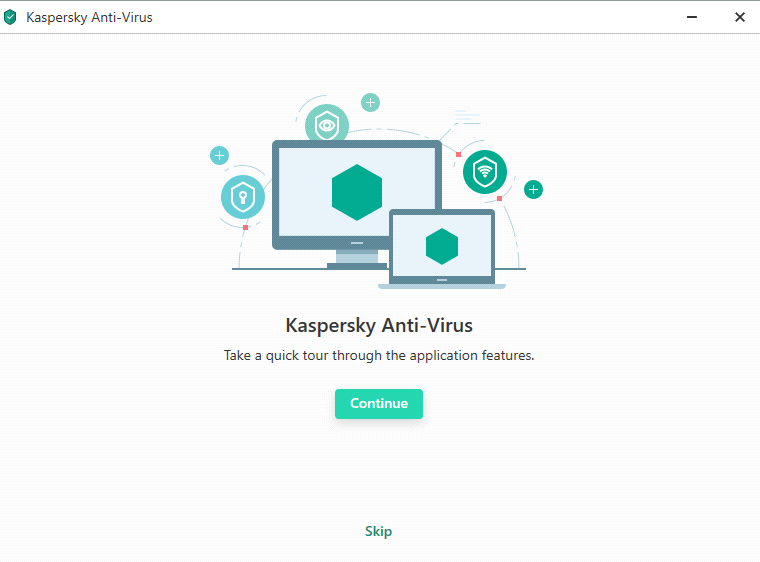 Kaspersky Anti-Virus
Kaspersky Anti-Virus
Take a quick tour through the application features.
Continue
Skip